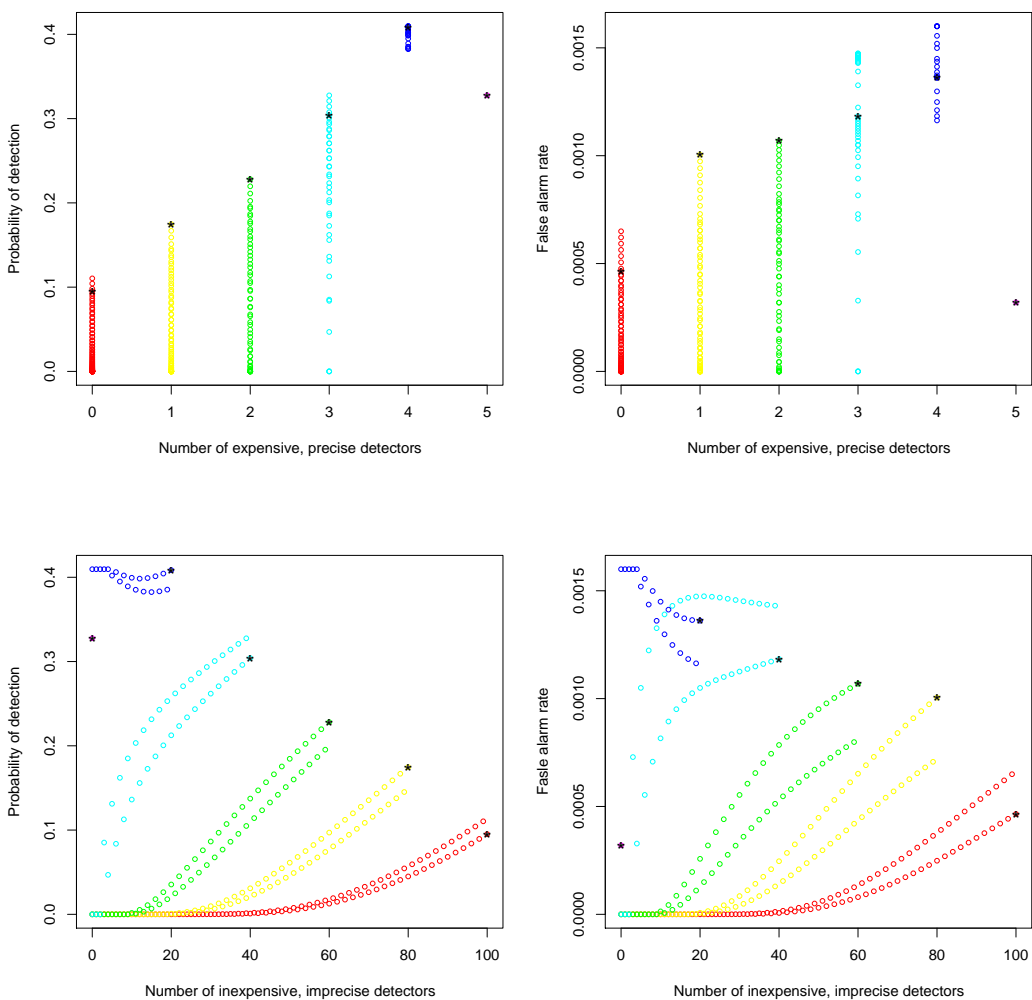 Probability of detection
0.4
0.3
0.2
0.1
0.0
0 1 2 3 4 5
Number of expensive, precise detectors
False alarm rate
0.0015
0.0010
0.0005
0.0000
0 1 2 3 4 5
Number of expensive, precise detectors
Probability of detection
0.4
0.3
0.2
0.1
0.0
0 20 40 60 80 100
Number of inexpensive, imprecise detectors
Fasle alarm rate
0.0015
0.0010
0.0005
0.0000
0 20 40 60 80 100
Number of inexpensive, imprecise detectors